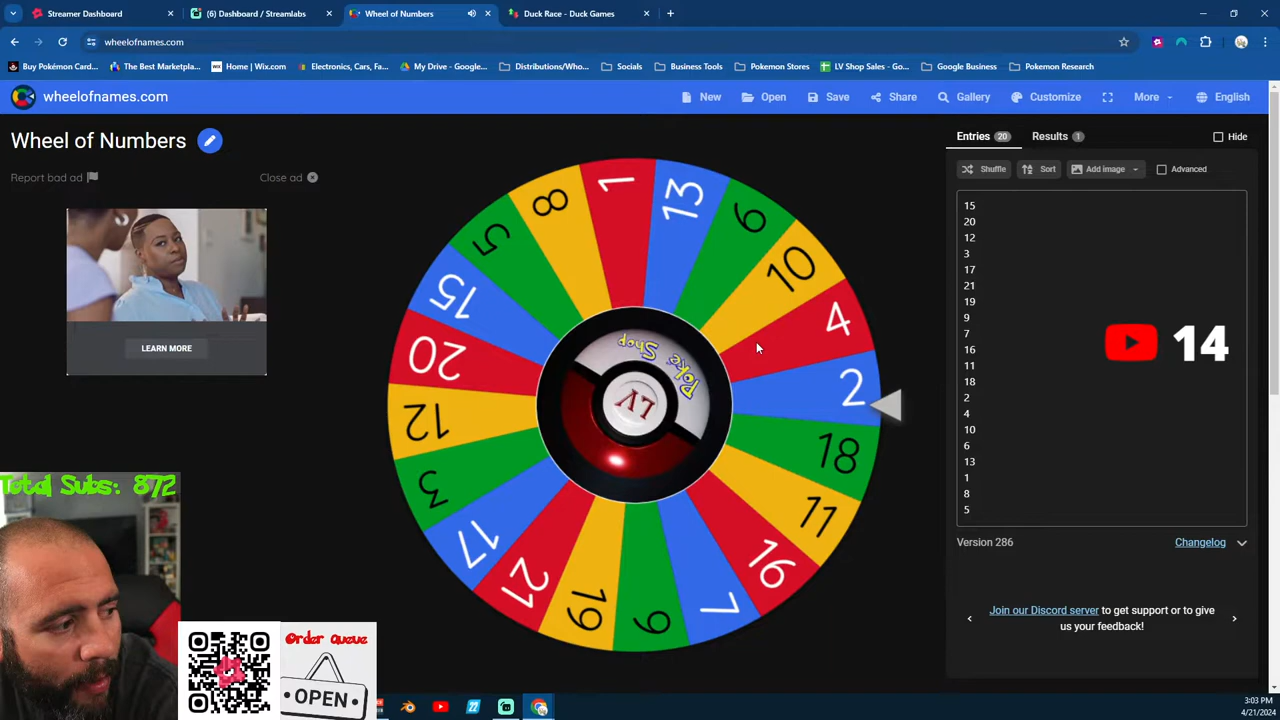 Streamer Dashboard
(6) Dashboard / Streamlabs
Wheel of Numbers
Duck Race - Duck Games
wheelofnames.com
Buy Pokémon Card...
The Best Marketpla...
Home | Wix.com
Electronics, Cars, Fa...
My Drive - Google...
Distributions/Who...
Socials
Business Tools
Pokemon Stores
LV Shop Sales - Go...
Google Business
Pokemon Research
wheelofnames.com
New
Open
Save
Share
Gallery
Customize
More
English
Wheel of Numbers
Report bad ad
Close ad
LEARN MORE
1
13
6
10
4
2
18
11
16
7
9
19
21
17
3
12
20
15
5
8
Poke Shop
LV
Entries 20
Results 1
Hide
Shuffle
Sort
Add image
Advanced
15
20
12
3
17
21
19
9
7
16
11
18
2
4
10
6
13
1
8
5
14
Version 286
Changelog
Join our Discord server to get support or to give
us your feedback!
Total Subs: 872
Order Queue
OPEN
3:03 PM
4/21/2024